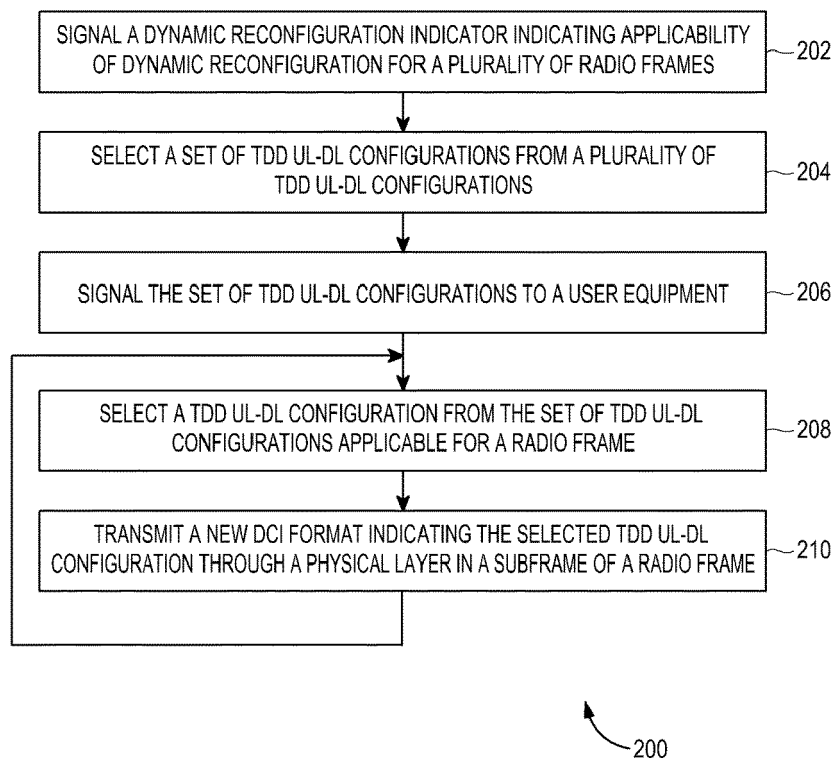 SIGNAL A DYNAMIC RECONFIGURATION INDICATOR INDICATING APPLICABILITY
OF DYNAMIC RECONFIGURATION FOR A PLURALITY OF RADIO FRAMES
202
SELECT A SET OF TDD UL-DL CONFIGURATIONS FROM A PLURALITY OF
TDD UL-DL CONFIGURATIONS
204
SIGNAL THE SET OF TDD UL-DL CONFIGURATIONS TO A USER EQUIPMENT
206
SELECT A TDD UL-DL CONFIGURATION FROM THE SET OF TDD UL-DL
CONFIGURATIONS APPLICABLE FOR A RADIO FRAME
208
TRANSMIT A NEW DCI FORMAT INDICATING THE SELECTED TDD UL-DL
CONFIGURATION THROUGH A PHYSICAL LAYER IN A SUBFRAME OF A RADIO FRAME
210
200